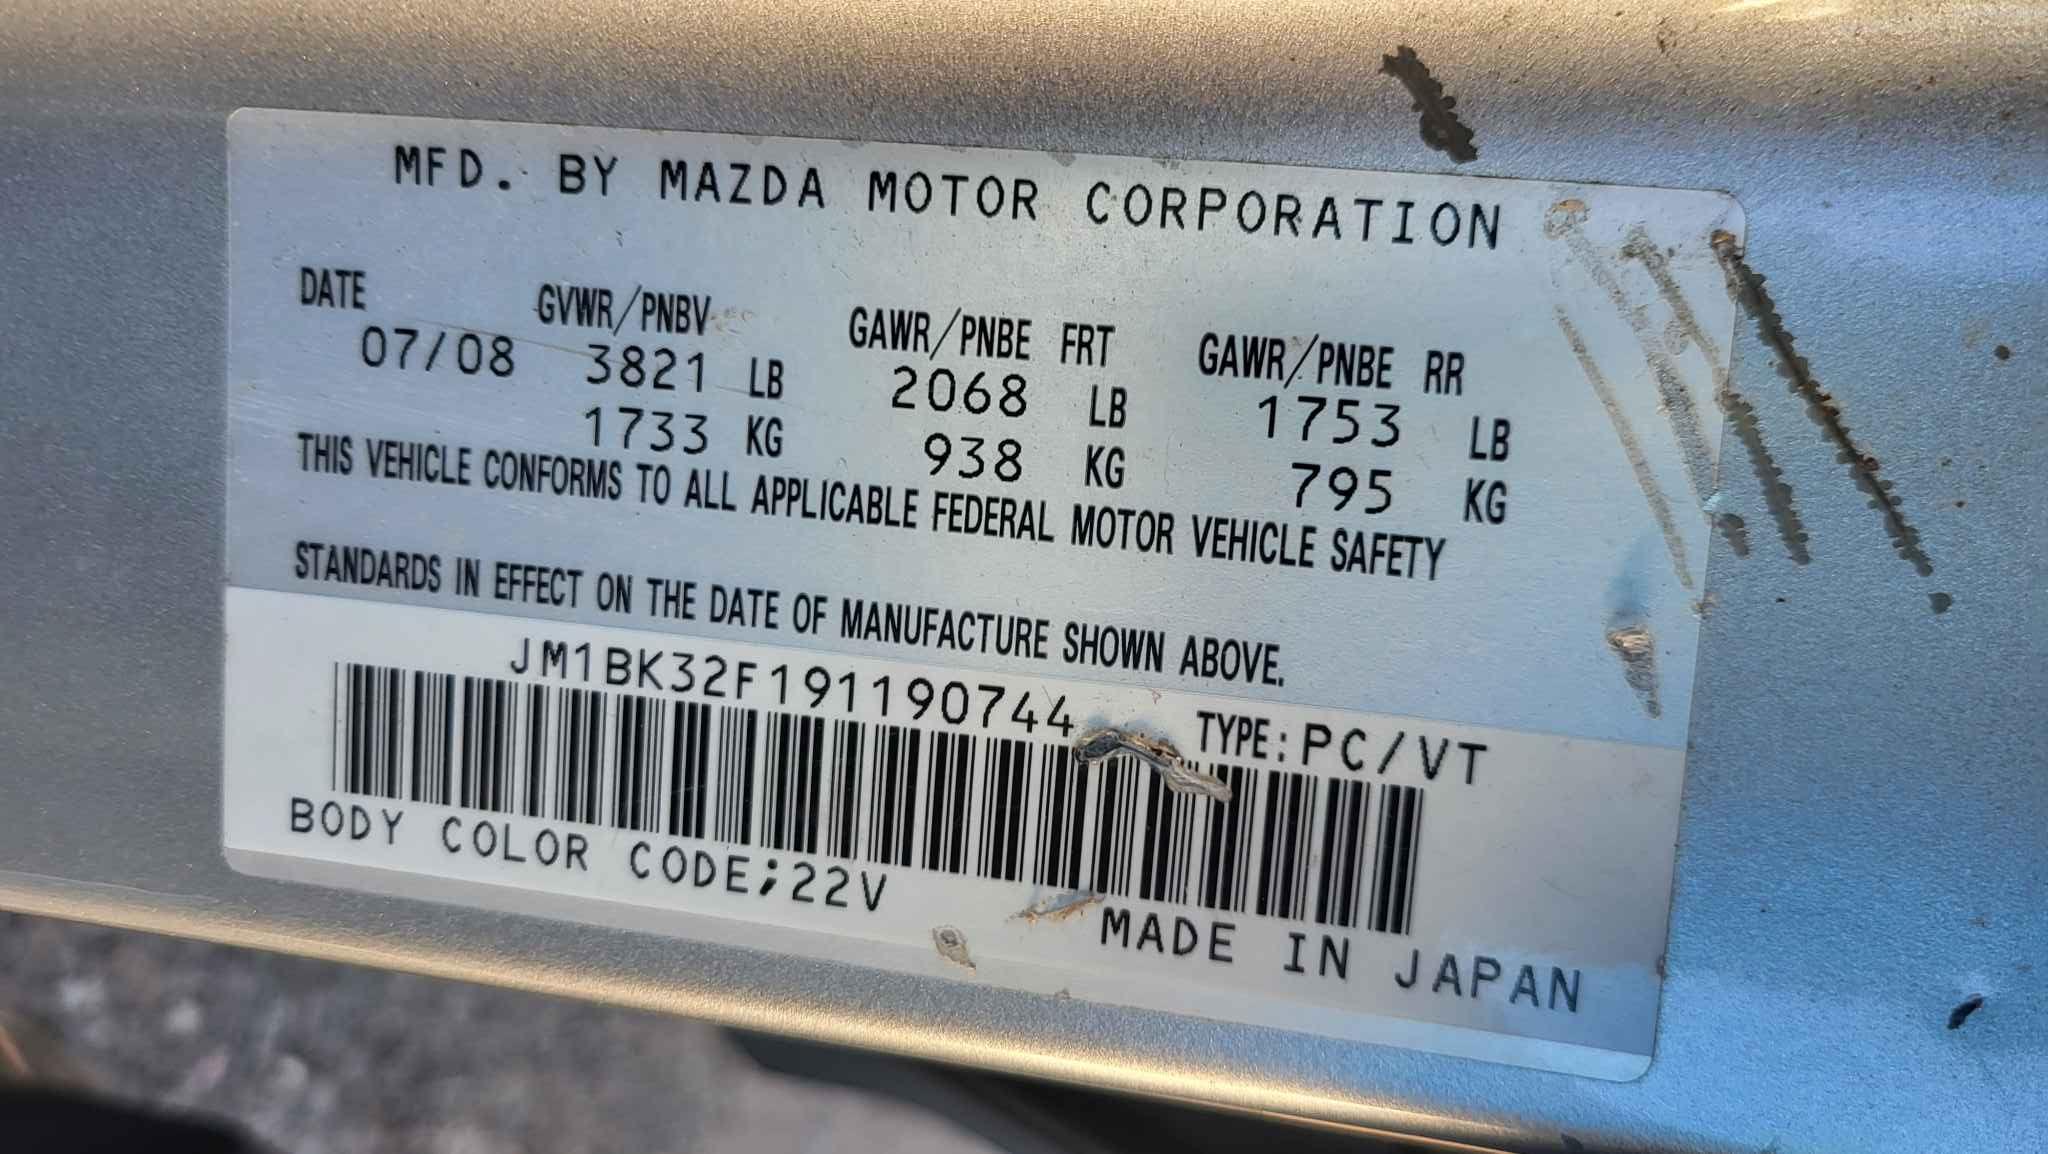 MFD. BY MAZDA MOTOR CORPORATION
DATE GVWR/PNBV GAWR/PNBE FRT GAWR/PNBE RR
07/08 3821 LB 2068 LB 1753 LB
1733 KG 938 KG 795 KG
THIS VEHICLE CONFORMS TO ALL APPLICABLE FEDERAL MOTOR VEHICLE SAFETY
STANDARDS IN EFFECT ON THE DATE OF MANUFACTURE SHOWN ABOVE.
JM1BK32F191190744 TYPE: PC/VT
BODY COLOR CODE;22V
MADE IN JAPAN